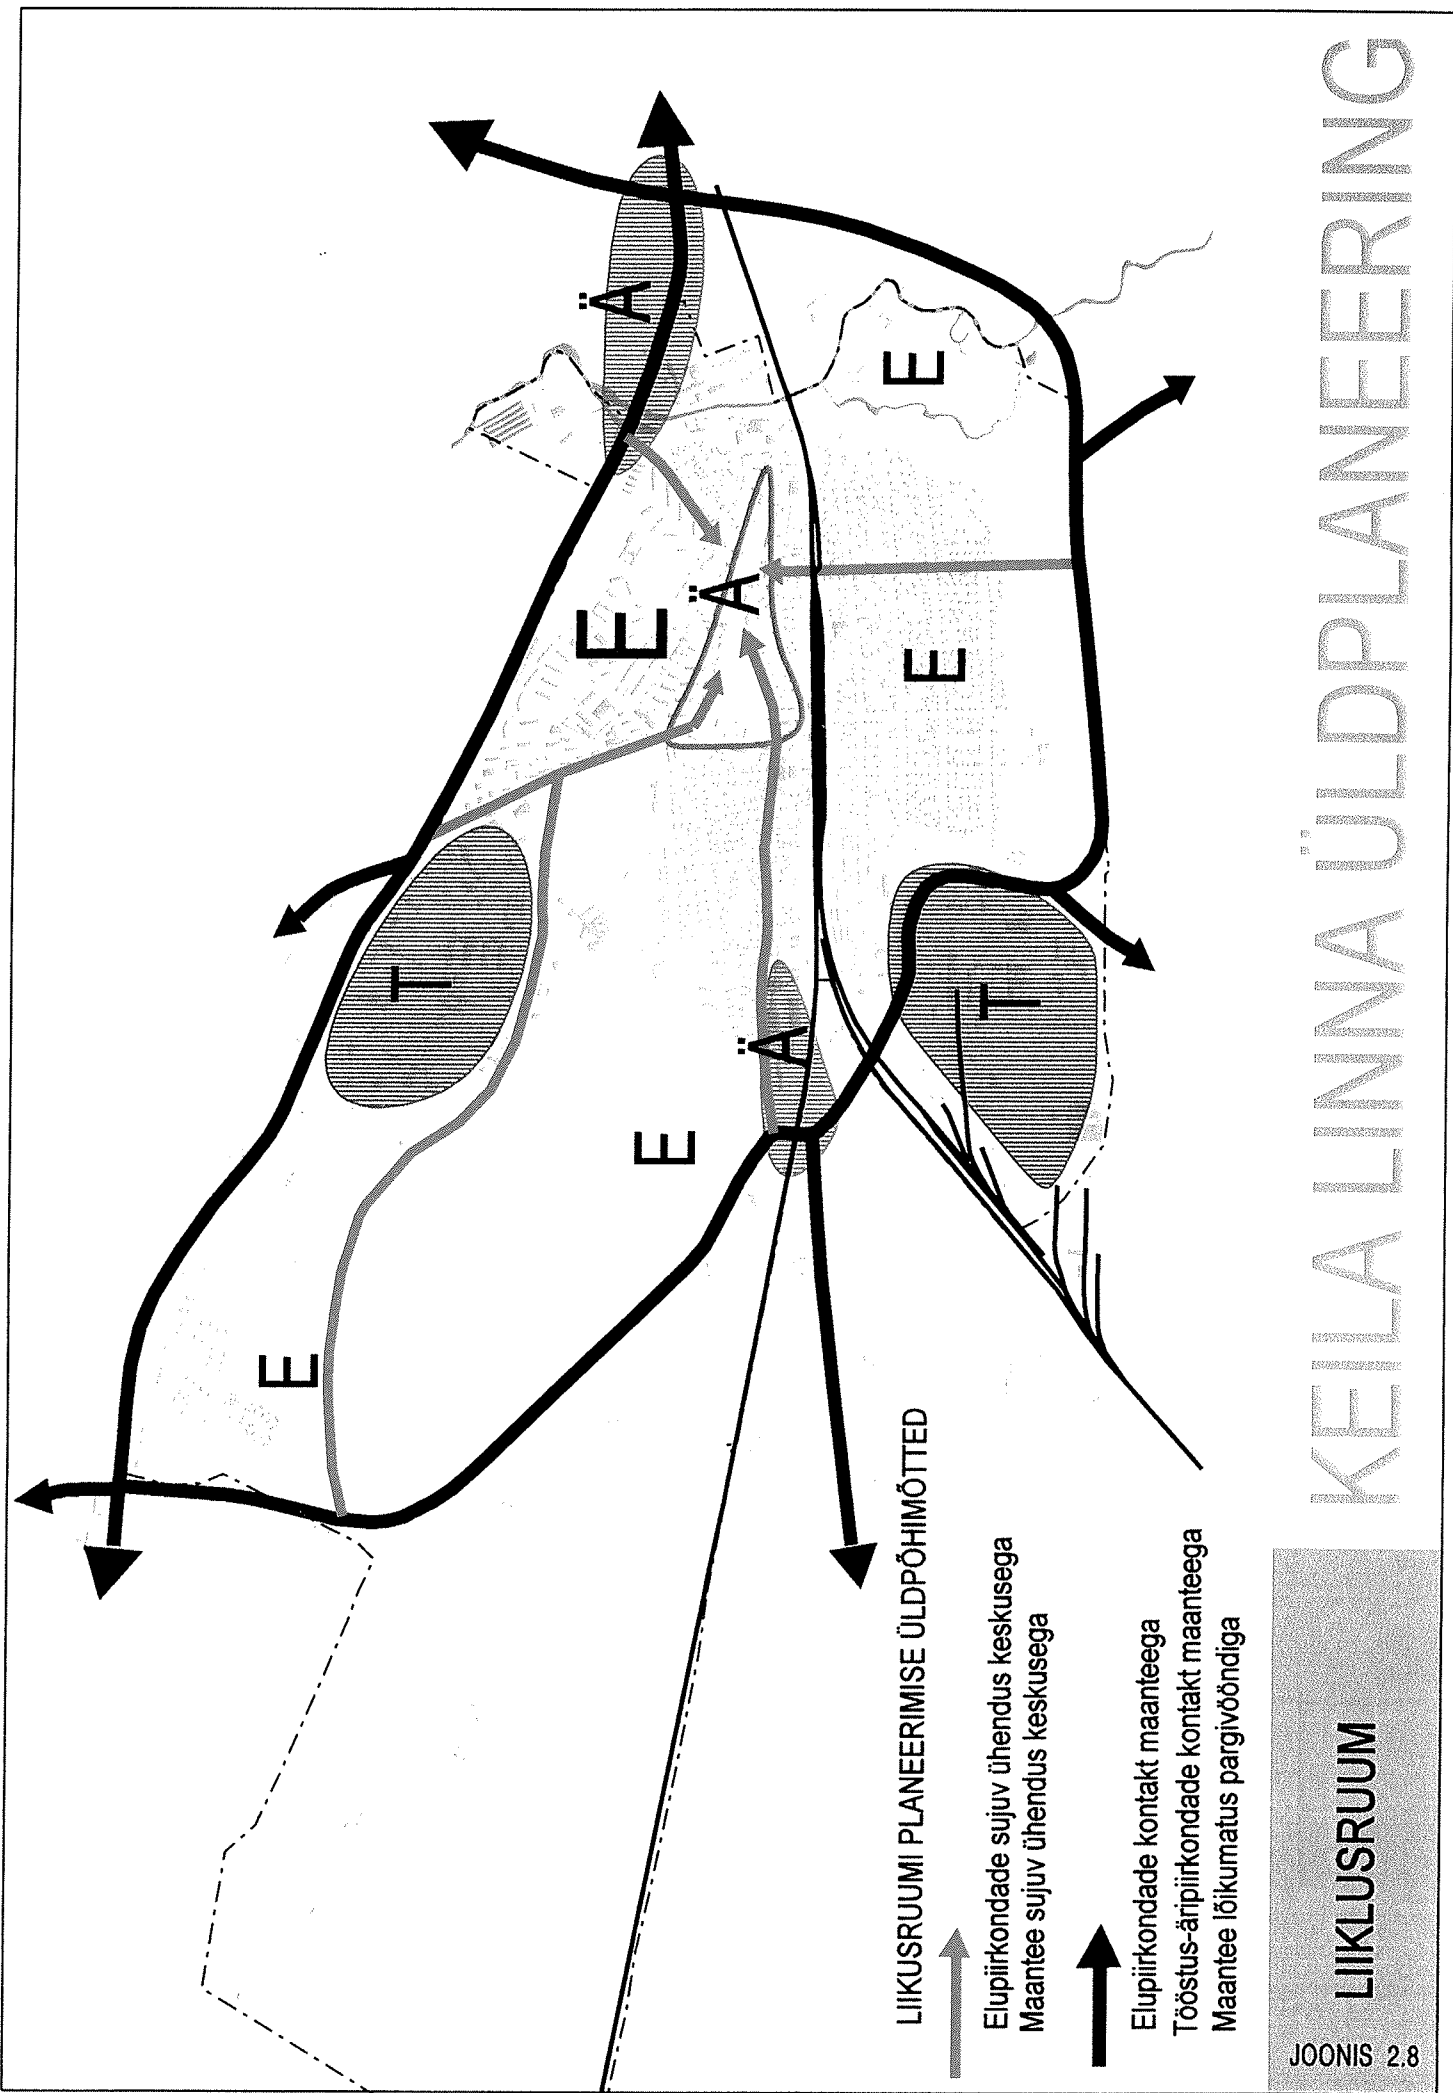 Ä
E
Ä
E
E
T
T
Ä
E
E
LIIKUSRUUMI PLANEERIMISE ÜLDPÕHIMÕTTED
Elupiirkondade sujuv ühendus keskusega
Maantee sujuv ühendus keskusega
Elupiirkondade kontakt maanteega
Tööstus-äripiirkondade kontakt maanteega
Maantee lõikumatus pargivööndiga
JOONIS 2.8
LIIKLUSRUUM
KEILA LINNA ÜLDPLANEERING